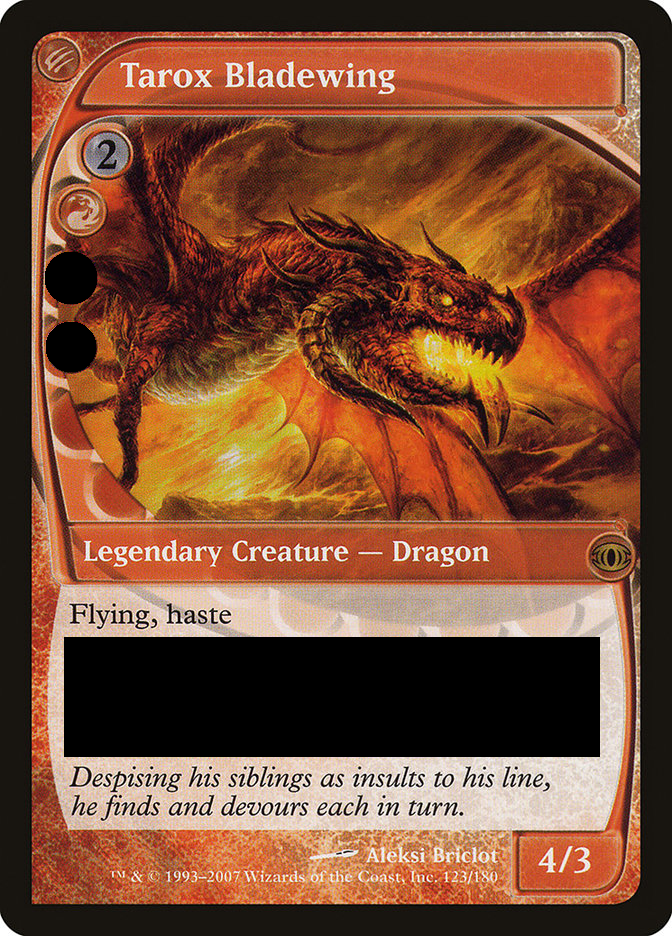 Tarox Bladewing
2
Legendary Creature — Dragon
Flying, haste
Despising his siblings as insults to his line,
he finds and devours each in turn.
Aleksi Briclot
™ & © 1993–2007 Wizards of the Coast, Inc. 123/180
4/3